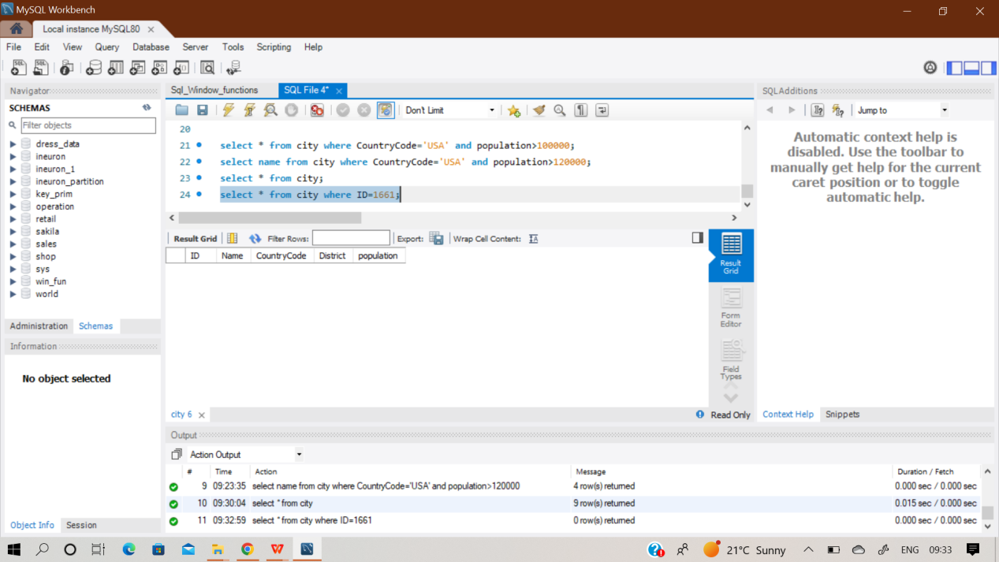 MySQL Workbench
Local instance MySQL80
File Edit View Query Database Server Tools Scripting Help
Navigator
SCHEMAS
Filter objects
dress_data
ineuron
ineuron_1
ineuron_partition
key_prim
operation
retail
sakila
sales
shop
sys
win_fun
world
Administration Schemas
Information
No object selected
Object Info Session
Sql_Window_functions SQL File 4*
Don't Limit
20
21 select * from city where CountryCode='USA' and population>100000;
22 select name from city where CountryCode='USA' and population>120000;
23 select * from city;
24 select * from city where ID=1661;
Result Grid Filter Rows: Export: Wrap Cell Content:
ID Name CountryCode District population
Result Grid
Form Editor
Field Types
city 6 Read Only
SQLAdditions
Jump to
Automatic context help is
disabled. Use the toolbar to
manually get help for the current
caret position or to toggle
automatic help.
Context Help Snippets
Output
Action Output
# Time Action Message Duration / Fetch
9 09:23:35 select name from city where CountryCode='USA' and population>120000 4 row(s) returned 0.000 sec / 0.000 sec
10 09:30:04 select * from city 9 row(s) returned 0.015 sec / 0.000 sec
11 09:32:59 select * from city where ID=1661 0 row(s) returned 0.000 sec / 0.000 sec
21°C Sunny ENG 09:33